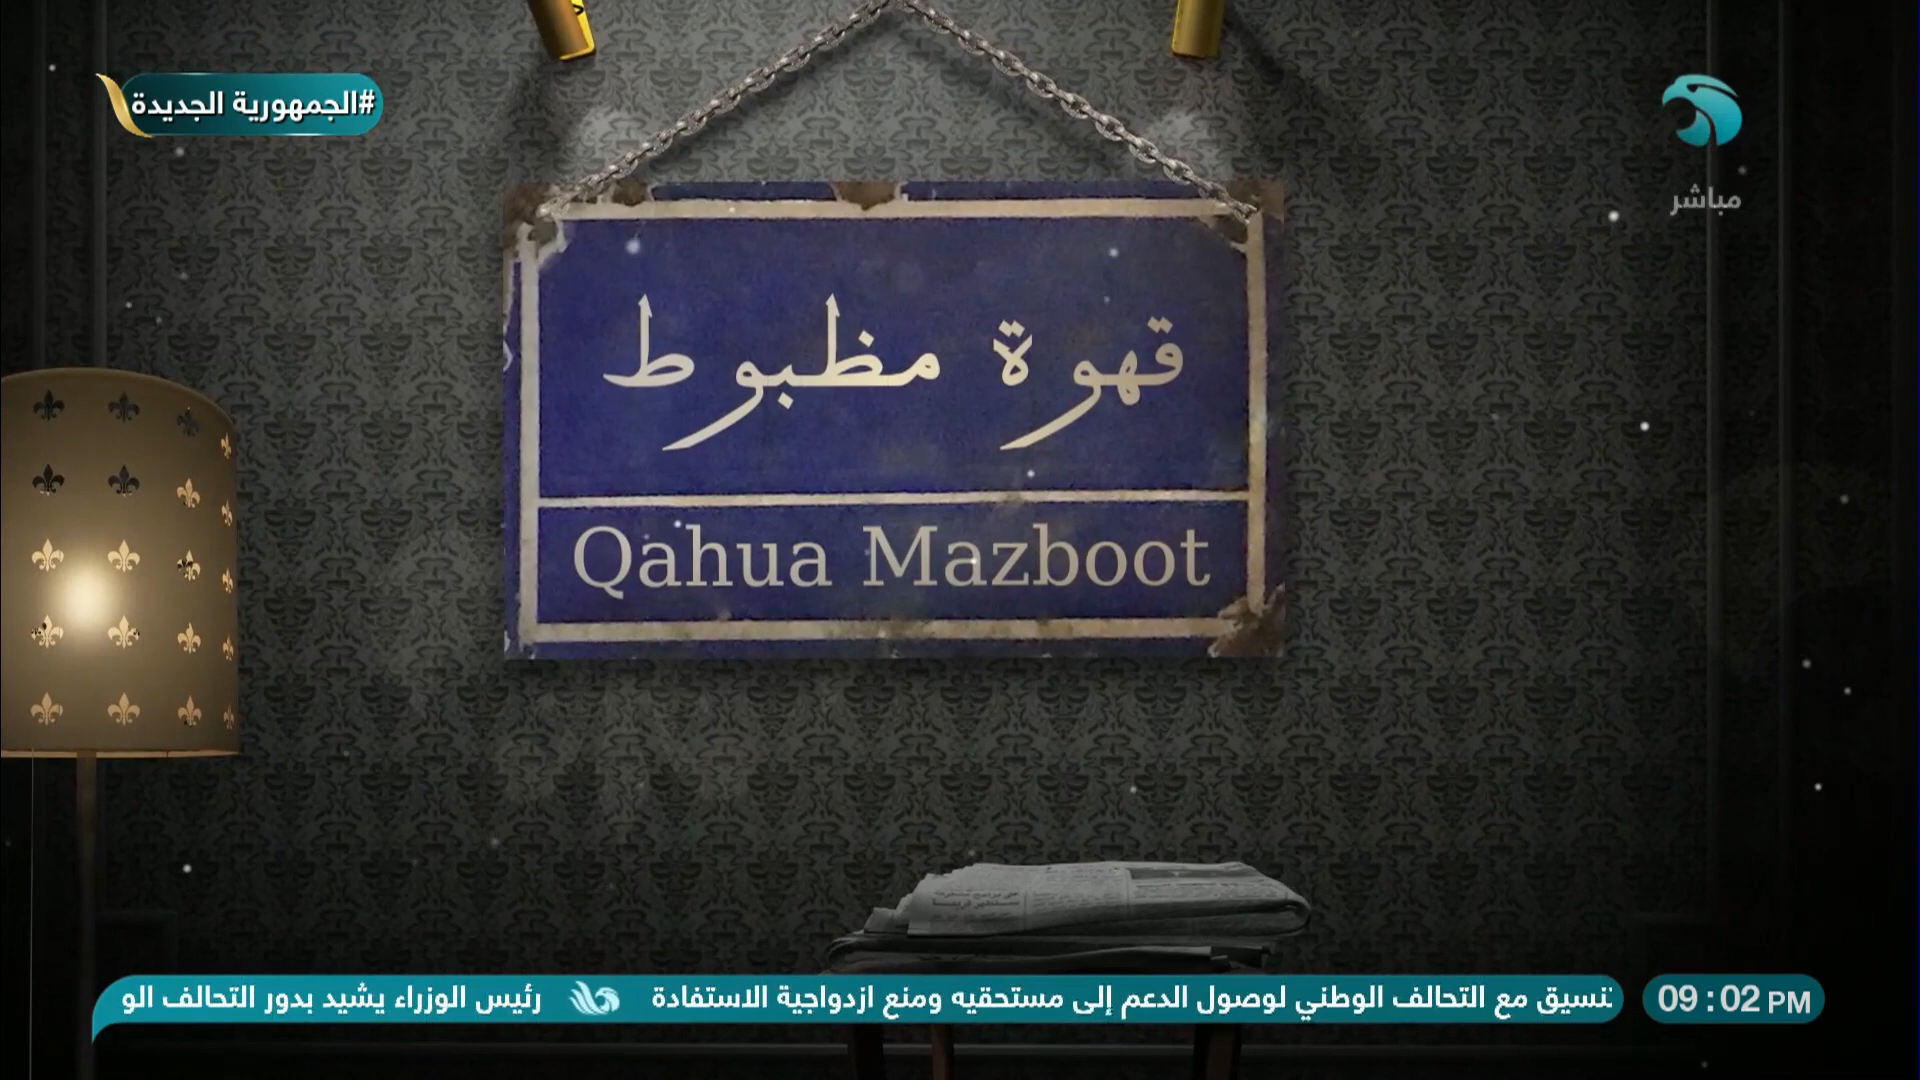 #الجمهورية الجديدة
مباشر
قهوة مظبوط
Qahua Mazboot
تنسيق مع التحالف الوطني لوصول الدعم إلى مستحقيه ومنع ازدواجية الاستفادة
رئيس الوزراء يشيد بدور التحالف الو
09:02 PM